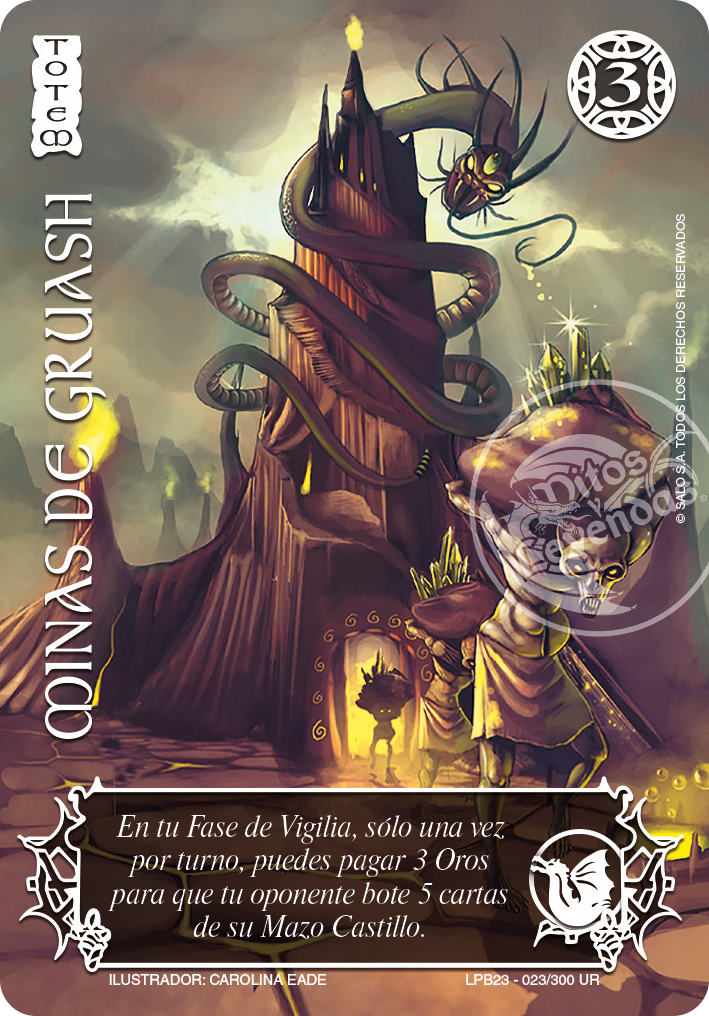 TOTEM
3
MINAS DE GRUASH
© SALO S.A. TODOS LOS DERECHOS RESERVADOS
Mitos
y
Leyendas
En tu Fase de Vigilia, sólo una vez
por turno, puedes pagar 3 Oros
para que tu oponente bote 5 cartas
de su Mazo Castillo.
ILUSTRADOR: CAROLINA EADE
LPB23 - 023/300 UR